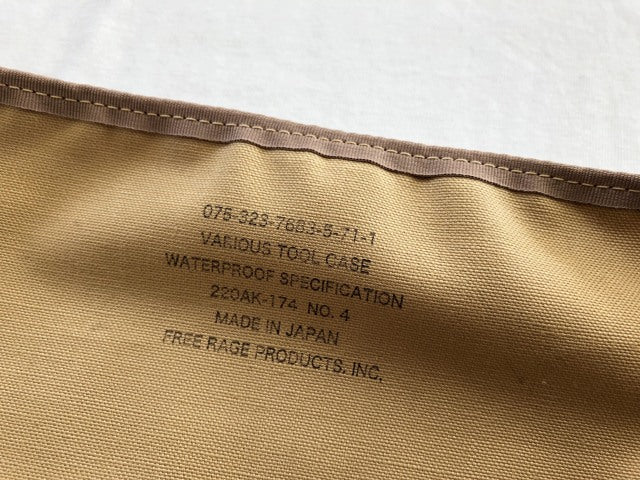 075-323-7683-5-71-1
VARIOUS TOOL CASE
WATERPROOF SPECIFICATION
220AK-174 NO. 4
MADE IN JAPAN
FREE RAGE PRODUCTS, INC.